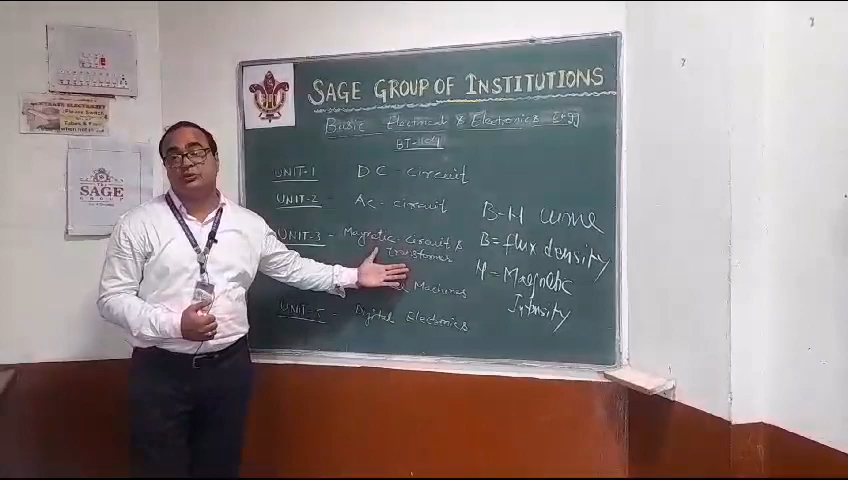 SAGE GROUP OF INSTITUTIONS
Basic Electrical & Electronics Engg
BT-104
UNIT-1 DC - circuit
UNIT-2 - AC - circuit
UNIT-3 - Magnetic - circuit &
Transformer
Machines
UNIT-5 - Digital Electronics
B-H curve
B = flux density
H = Magnetic
Intensity
SAGE